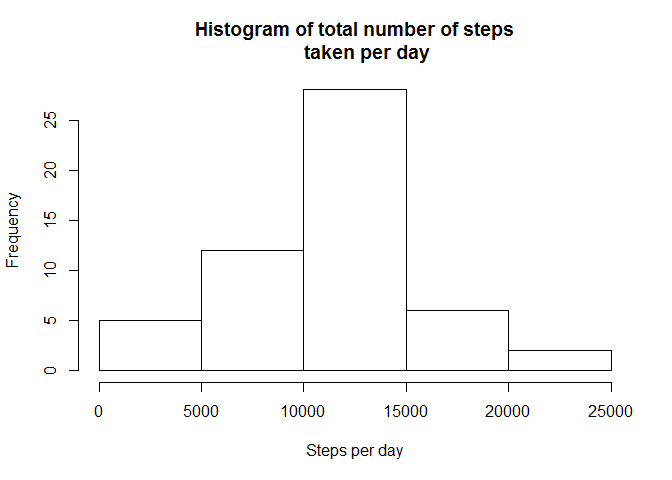 Histogram of total number of steps
taken per day
Frequency
25
20
15
10
5
0
0 5000 10000 15000 20000 25000
Steps per day